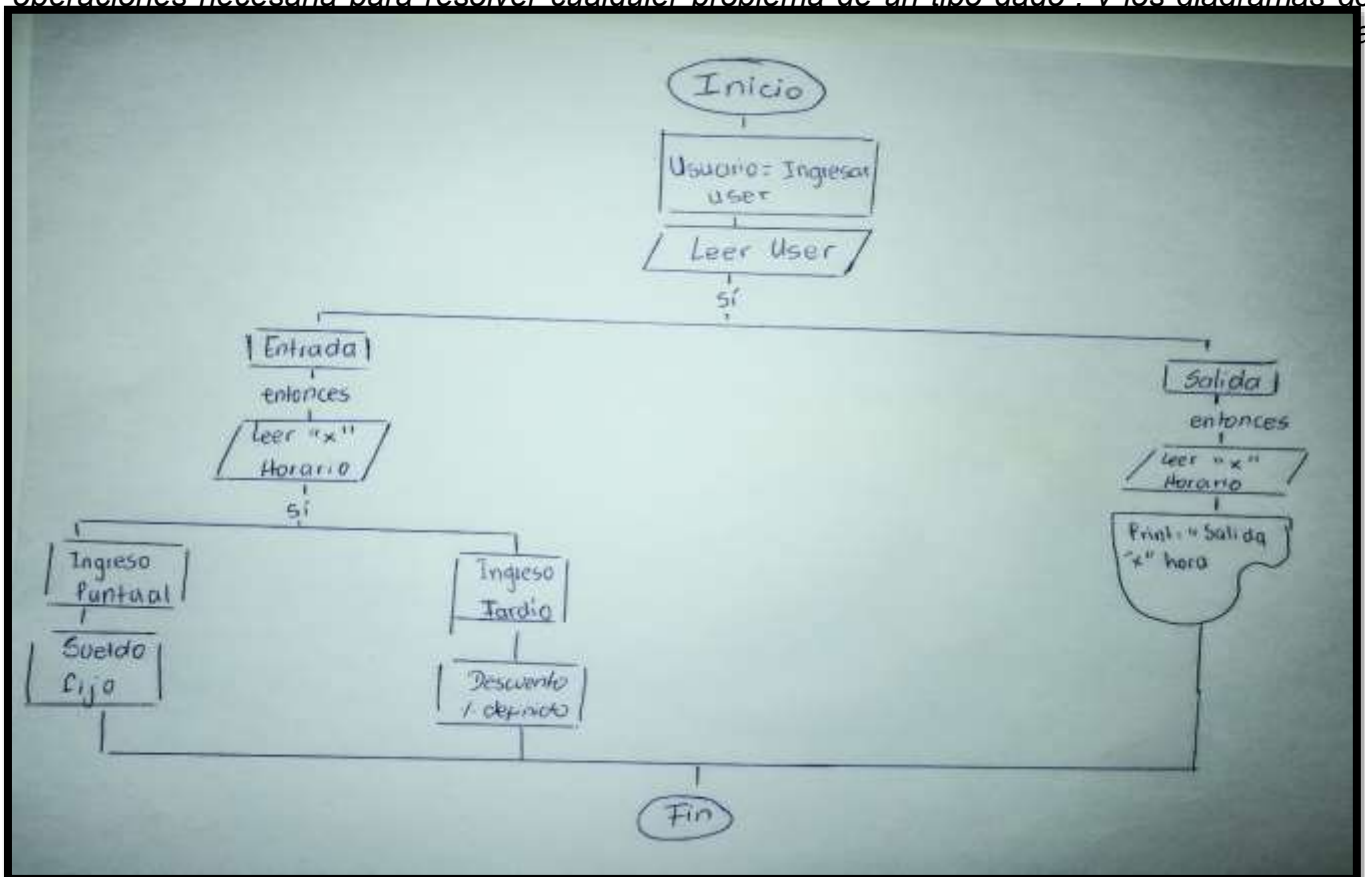 operaciones necesaria para resolver cualquier problema de un tipo dado". y los diagramas de
Inicio
Usuario= Ingresar
user
Leer User
sí
Entrada
entonces
Leer "x"
Horario
sí
Ingreso
Puntual
Sueldo
fijo
Ingreso
Tardío
Descuento
definido
Salida
entonces
Leer "x"
Horario
Print: "Salida
"x" hora
Fin